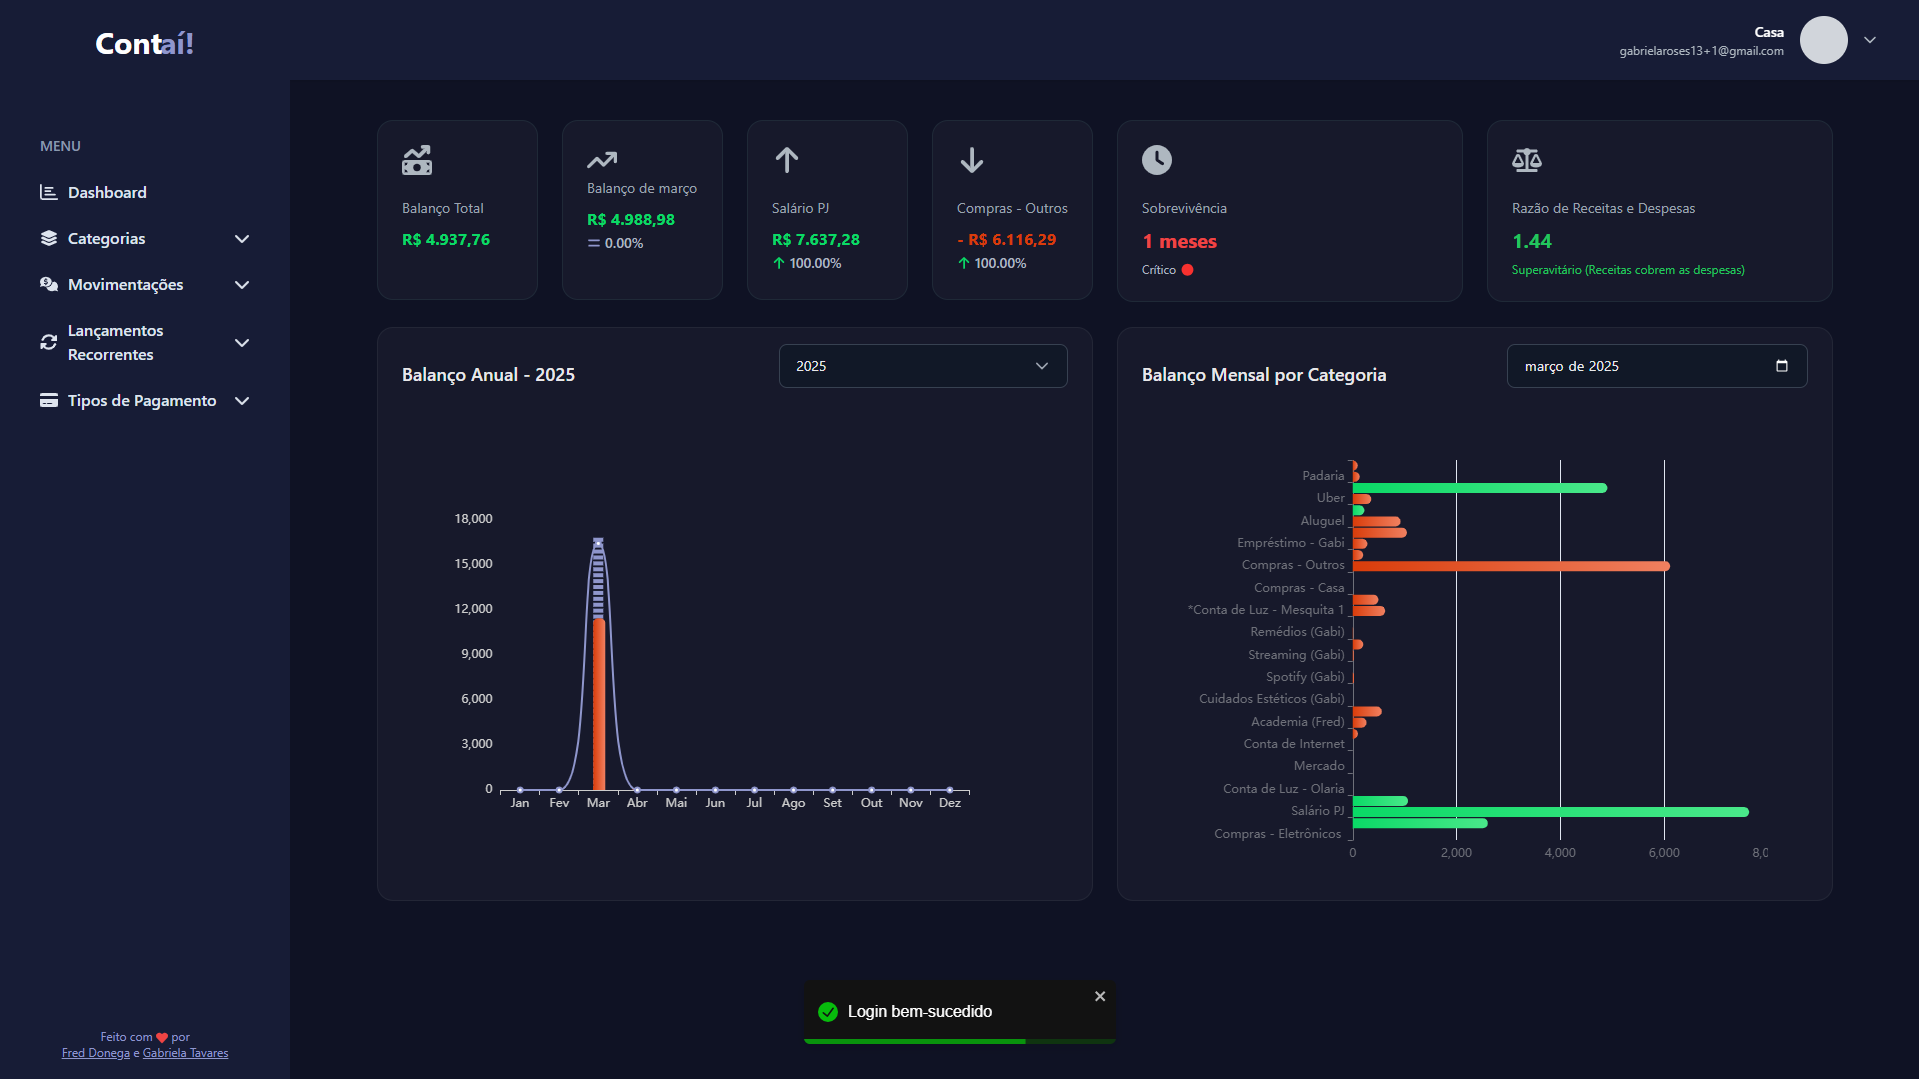 Contaí!
Casa
gabrielaroses13+1@gmail.com
MENU
Dashboard
Categorias
Movimentações
Lançamentos
Recorrentes
Tipos de Pagamento
Balanço Total
R$ 4.937,76
Balanço de março
R$ 4.988,98
0.00%
Salário PJ
R$ 7.637,28
100.00%
Compras - Outros
- R$ 6.116,29
100.00%
Sobrevivência
1 meses
Crítico
Razão de Receitas e Despesas
1.44
Superavitário (Receitas cobrem as despesas)
Balanço Anual - 2025
2025
18,000
15,000
12,000
9,000
6,000
3,000
0
Jan Fev Mar Abr Mai Jun Jul Ago Set Out Nov Dez
Balanço Mensal por Categoria
março de 2025
Padaria
Uber
Aluguel
Empréstimo - Gabi
Compras - Outros
Compras - Casa
*Conta de Luz - Mesquita 1
Remédios (Gabi)
Streaming (Gabi)
Spotify (Gabi)
Cuidados Estéticos (Gabi)
Academia (Fred)
Conta de Internet
Mercado
Conta de Luz - Olaria
Salário PJ
Compras - Eletrônicos
0 2,000 4,000 6,000 8,0
Login bem-sucedido
Feito com ❤ por
Fred Donega e Gabriela Tavares